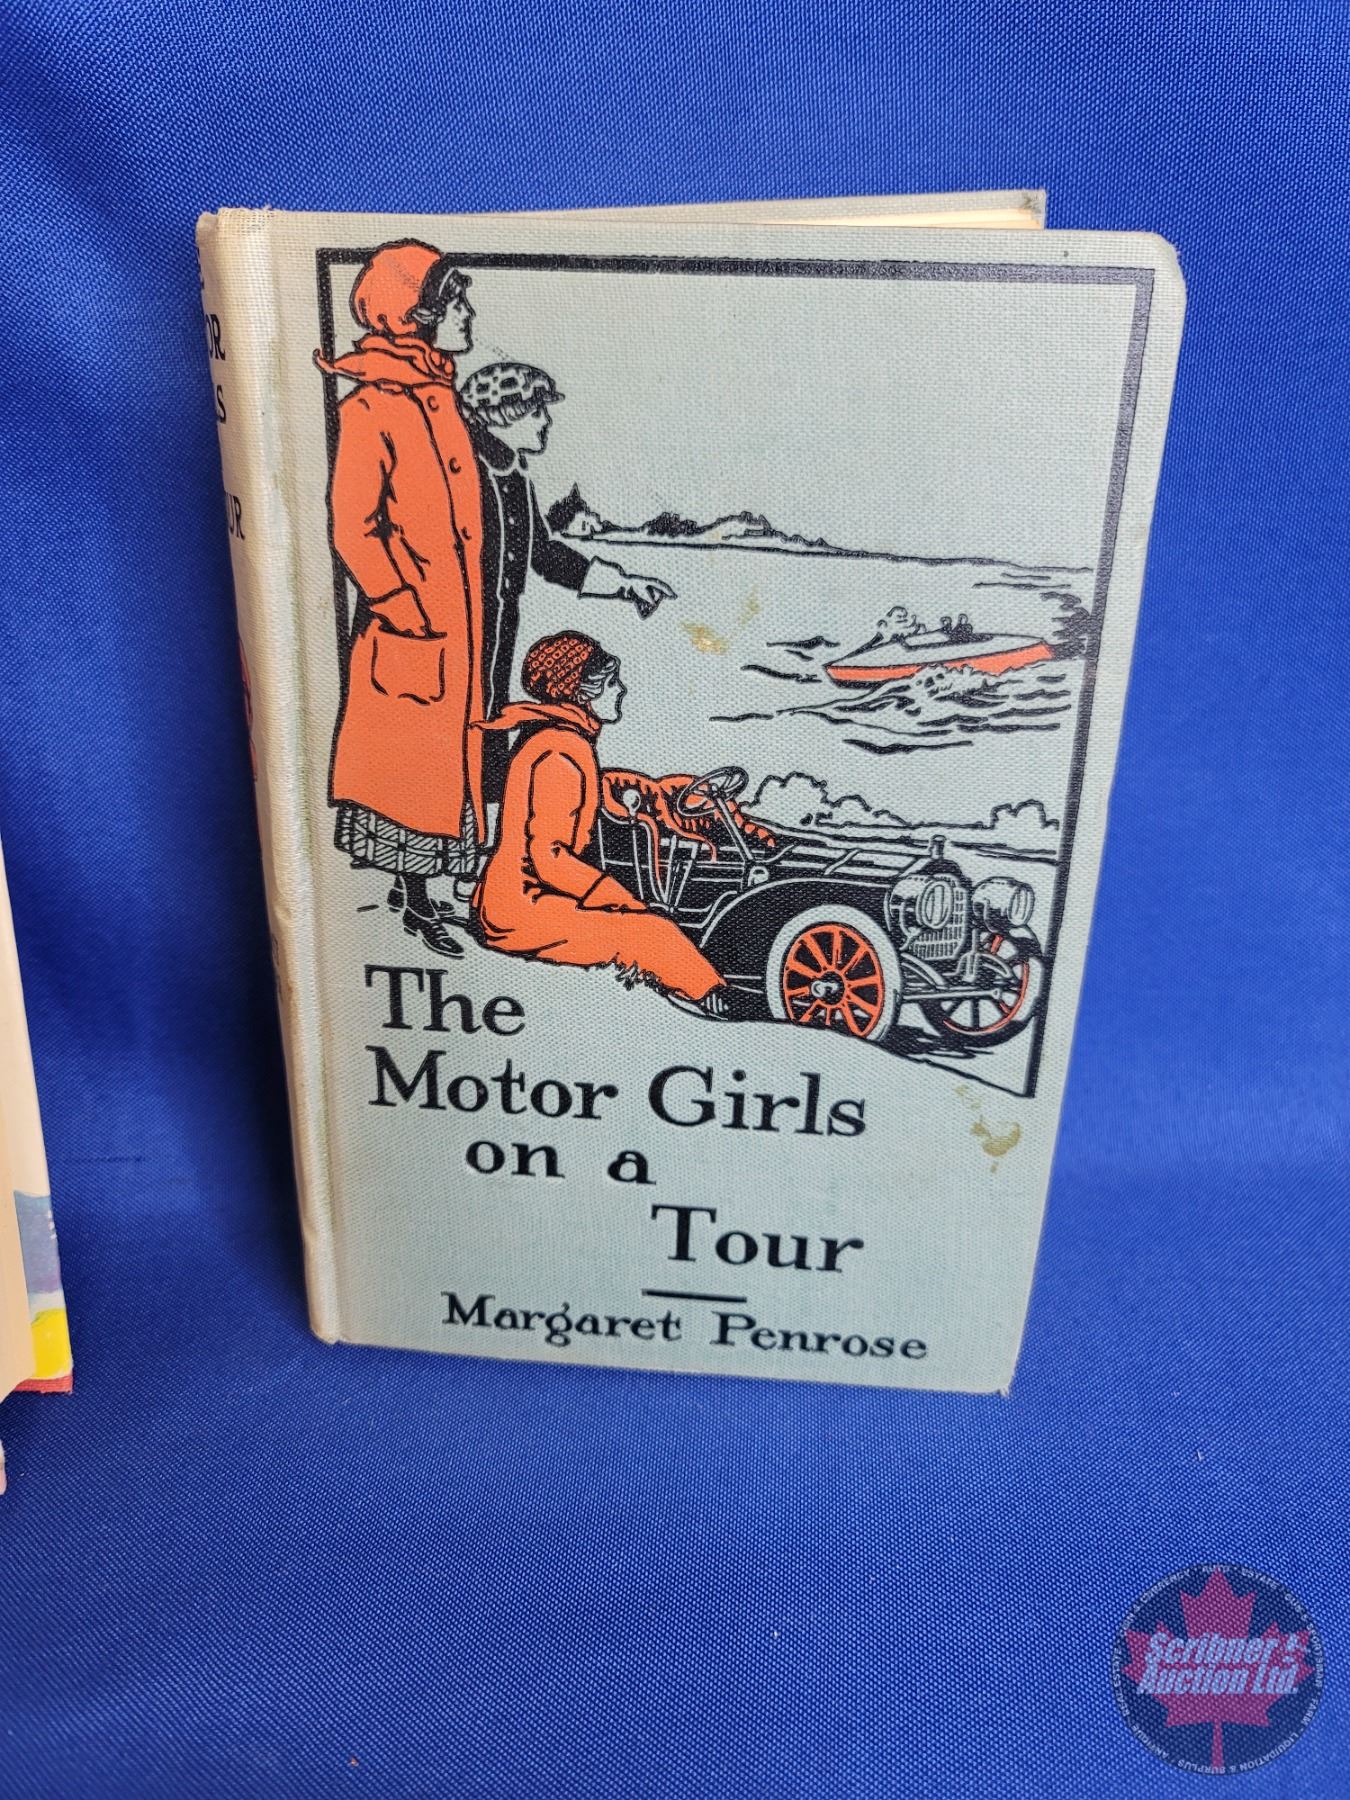 The
Motor Girls
on a
Tour
Margaret Penrose
Scribner
Auction Ltd.